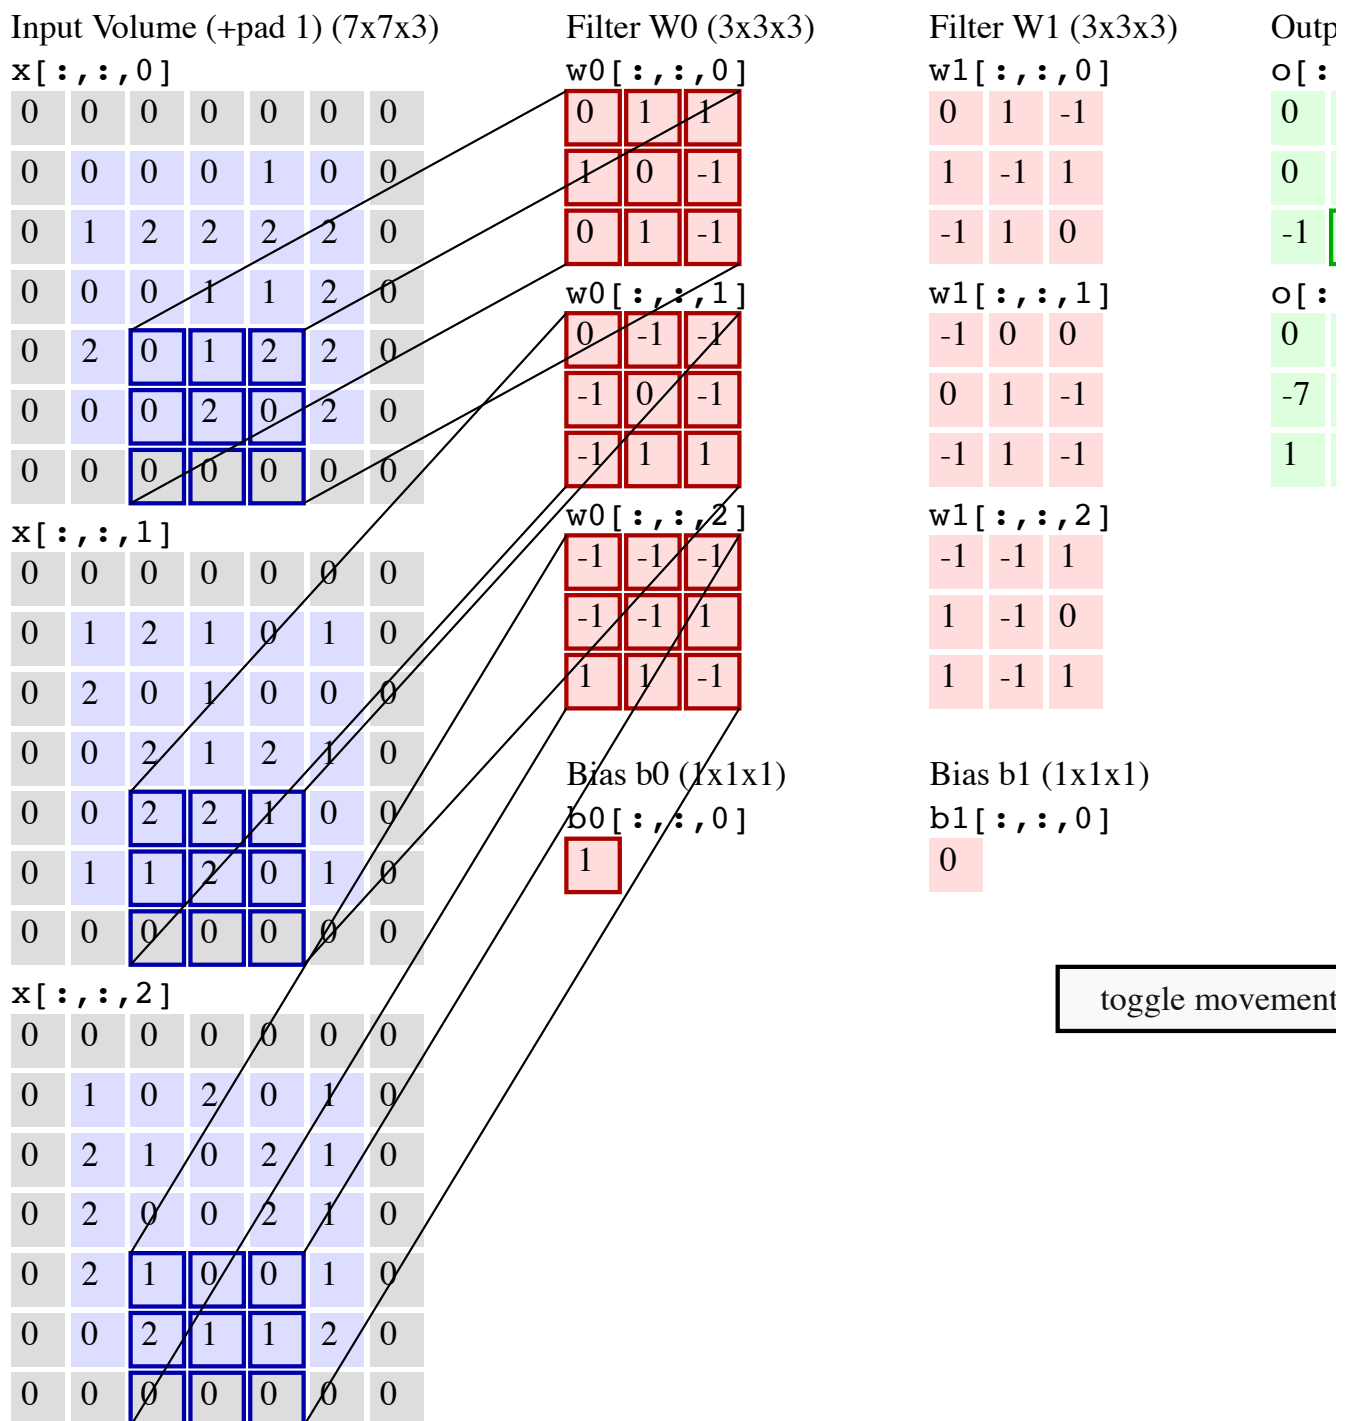 Input Volume (+pad 1) (7x7x3) Filter W0 (3x3x3) Filter W1 (3x3x3) Outp
x[:,:,0] w0[:,:,0] w1[:,:,0] o[:
0 0 0 0 0 0 0 0 1 1 0 1 -1 0
0 0 0 0 1 0 0 1 0 -1 1 -1 1 0
0 1 2 2 2 2 0 0 1 -1 -1 1 0 -1
0 0 0 1 1 2 0 w0[:,:,1] w1[:,:,1] o[:
0 2 0 1 2 2 0 0 -1 -1 -1 0 0 0
0 0 0 2 0 2 0 -1 0 -1 0 1 -1 -7
0 0 0 0 0 0 0 -1 1 1 -1 1 -1 1
x[:,:,1] w0[:,:,2] w1[:,:,2]
0 0 0 0 0 0 0 -1 -1 -1 -1 -1 1
0 1 2 1 0 1 0 -1 -1 1 1 -1 0
0 2 0 1 0 0 0 1 1 -1 1 -1 1
0 0 2 1 2 1 0 Bias b0 (1x1x1) Bias b1 (1x1x1)
0 0 2 2 1 0 0 b0[:,:,0] b1[:,:,0]
0 1 1 2 0 1 0 1 0
0 0 0 0 0 0 0
x[:,:,2] toggle movement
0 0 0 0 0 0 0
0 1 0 2 0 1 0
0 2 1 0 2 1 0
0 2 0 0 2 1 0
0 2 1 0 0 1 0
0 0 2 1 1 2 0
0 0 0 0 0 0 0